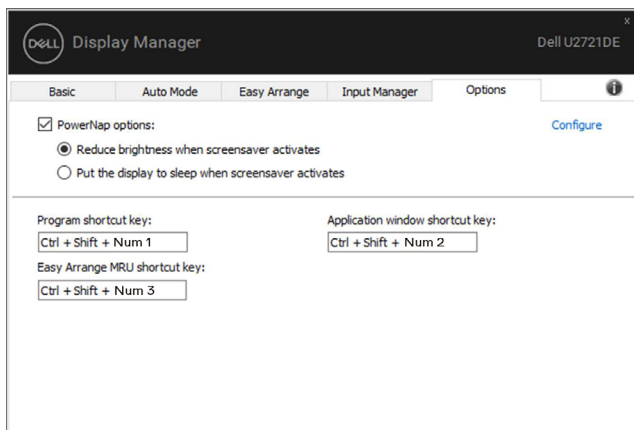 x
DELL Display Manager Dell U2721DE
Basic Auto Mode Easy Arrange Input Manager Options i
PowerNap options: Configure
Reduce brightness when screensaver activates
Put the display to sleep when screensaver activates
Program shortcut key: Application window shortcut key:
Ctrl + Shift + Num 1 Ctrl + Shift + Num 2
Easy Arrange MRU shortcut key:
Ctrl + Shift + Num 3